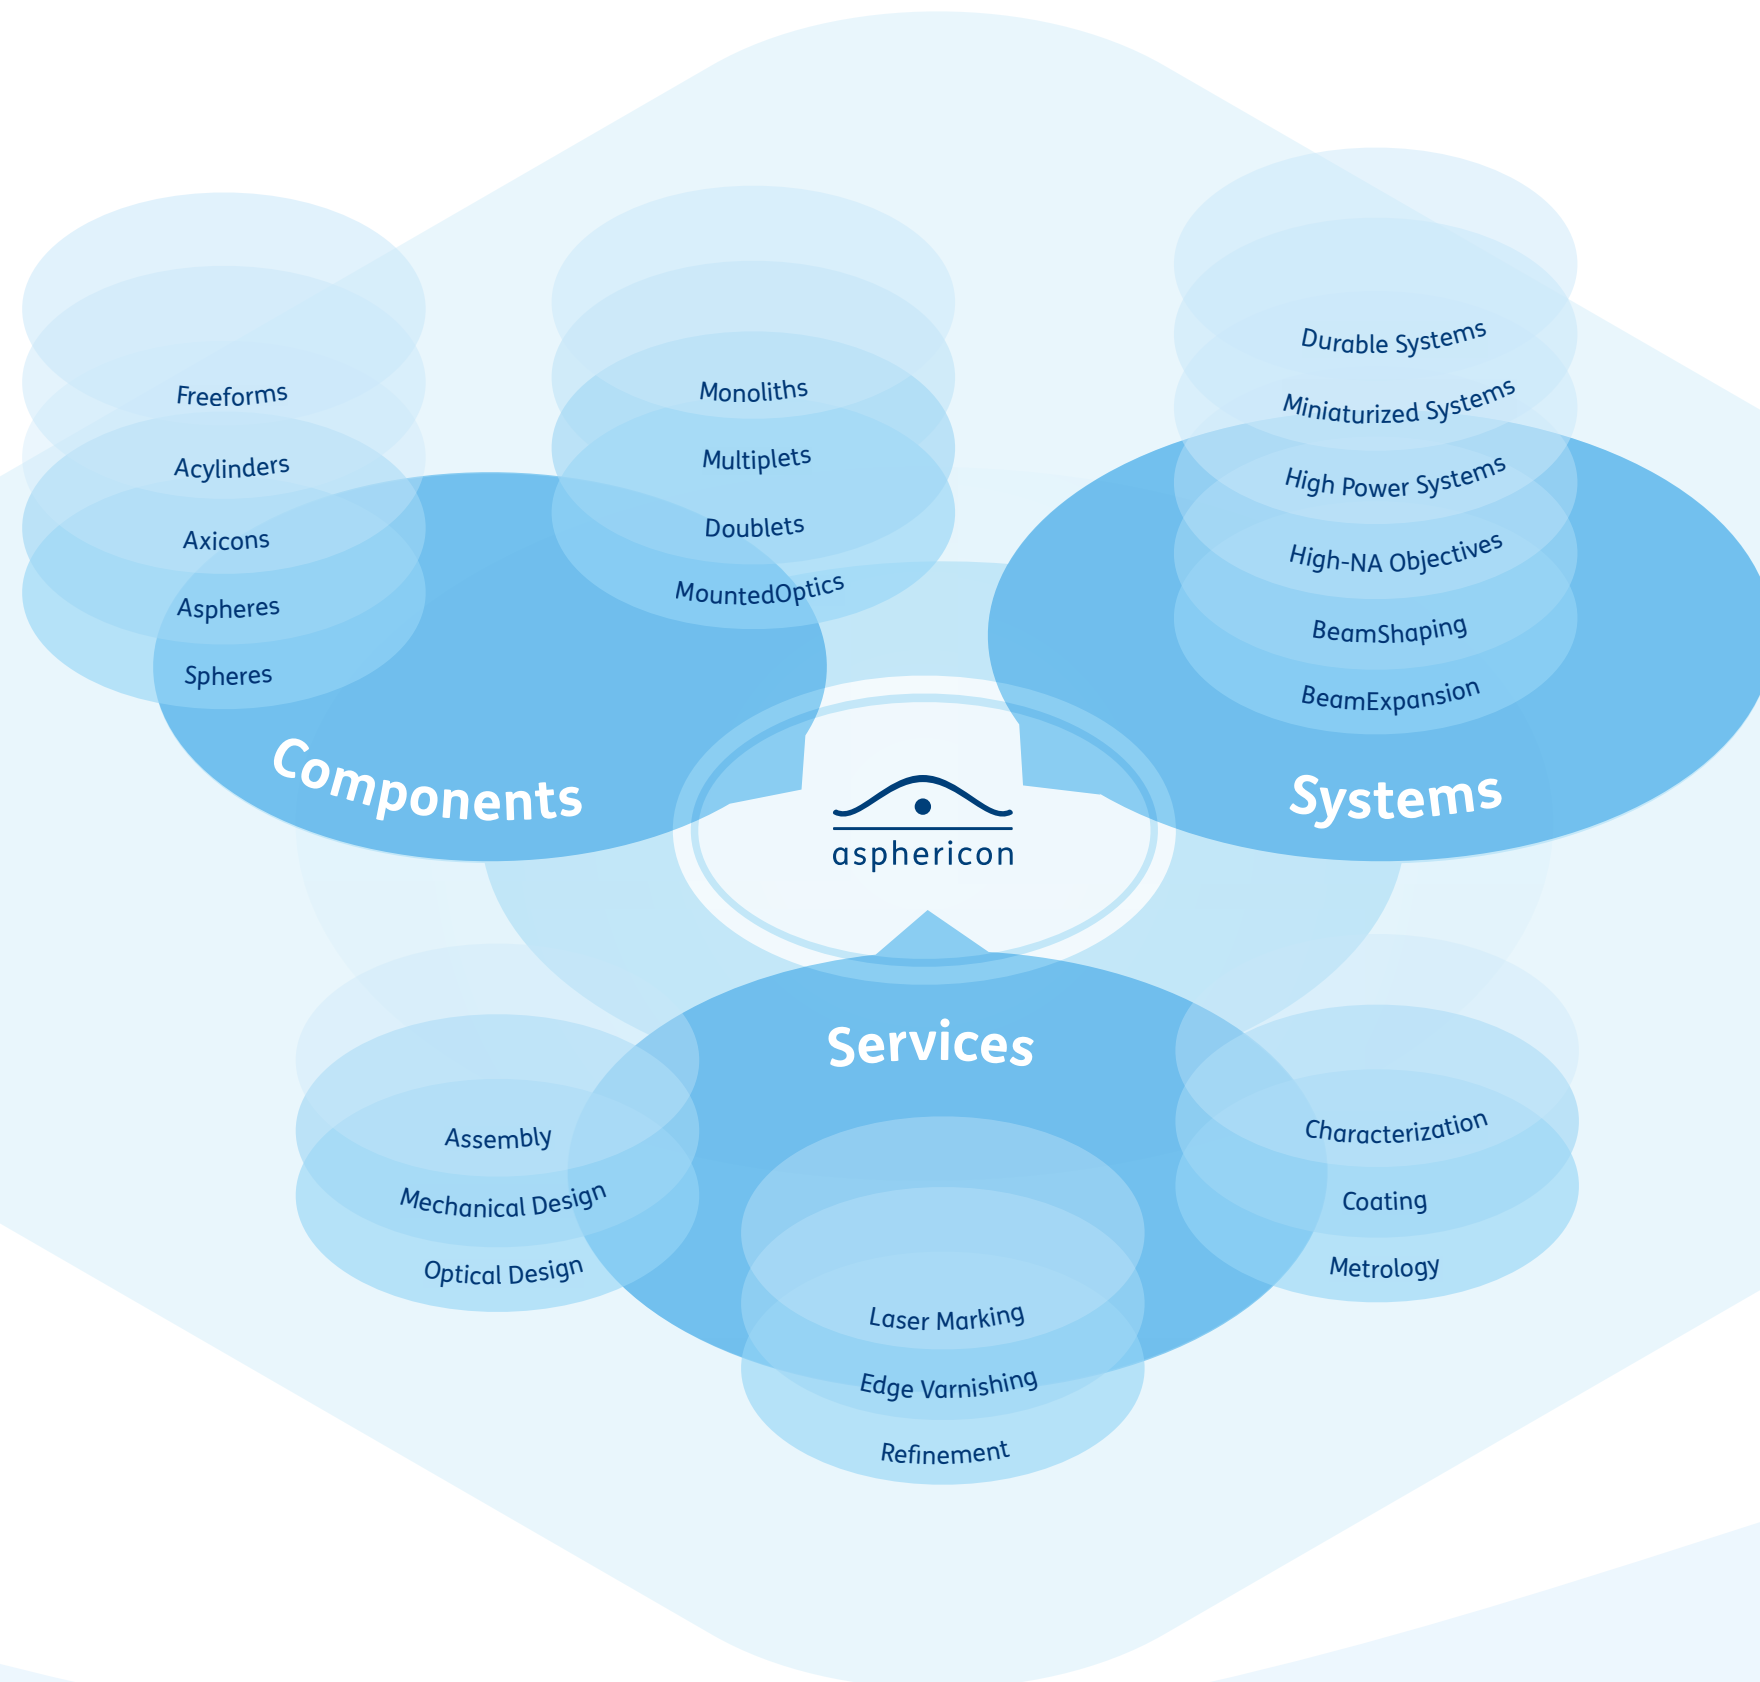 Freeforms
Acylinders
Axicons
Aspheres
Spheres
Monoliths
Multiplets
Doublets
MountedOptics
Components
Durable Systems
Miniaturized Systems
High Power Systems
High-NA Objectives
BeamShaping
BeamExpansion
Systems
asphericon
Services
Assembly
Mechanical Design
Optical Design
Laser Marking
Edge Varnishing
Refinement
Characterization
Coating
Metrology